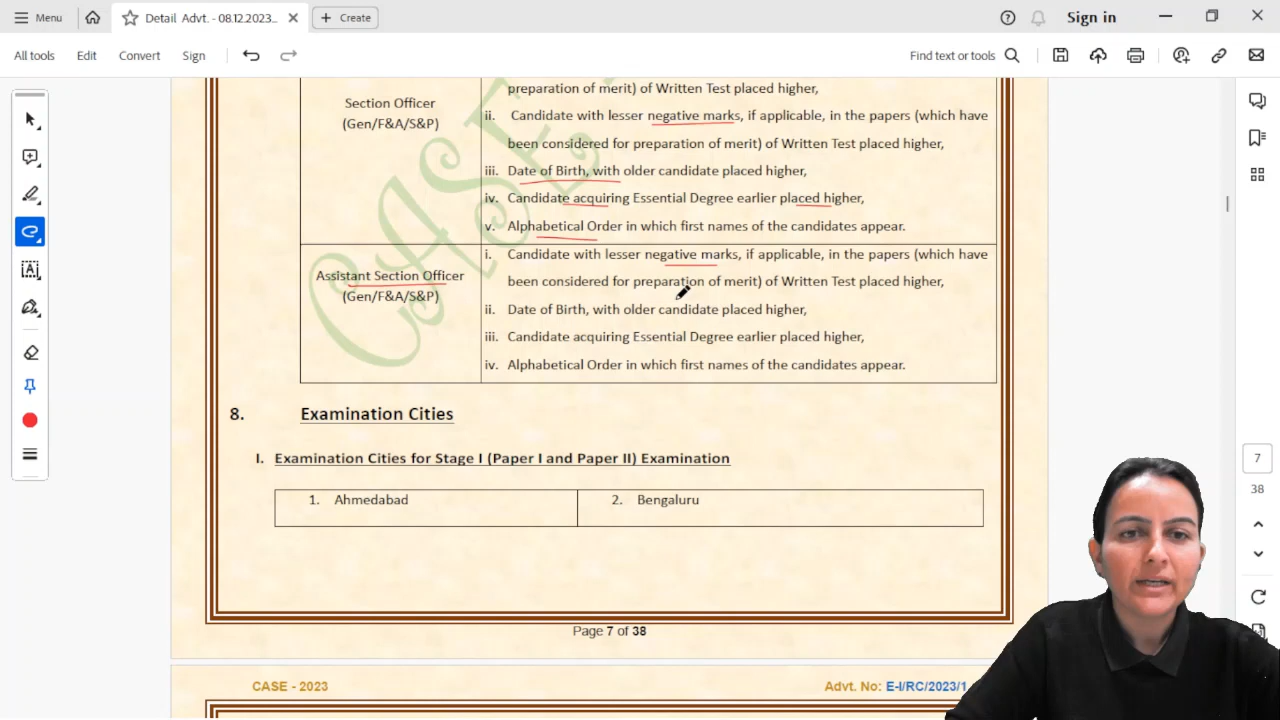 Menu
Detail Advt. - 08.12.2023...
Create
Sign in
All tools Edit Convert Sign
Find text or tools
Section Officer
(Gen/F&A/S&P)
preparation of merit) of Written Test placed higher,
ii. Candidate with lesser negative marks, if applicable, in the papers (which have
been considered for preparation of merit) of Written Test placed higher,
iii. Date of Birth, with older candidate placed higher,
iv. Candidate acquiring Essential Degree earlier placed higher,
v. Alphabetical Order in which first names of the candidates appear.
Assistant Section Officer
(Gen/F&A/S&P)
i. Candidate with lesser negative marks, if applicable, in the papers (which have
been considered for preparation of merit) of Written Test placed higher,
ii. Date of Birth, with older candidate placed higher,
iii. Candidate acquiring Essential Degree earlier placed higher,
iv. Alphabetical Order in which first names of the candidates appear.
CASE
8. Examination Cities
I. Examination Cities for Stage I (Paper I and Paper II) Examination
1. Ahmedabad 2. Bengaluru
Page 7 of 38
7
38
CASE - 2023 Advt. No: E-I/RC/2023/1